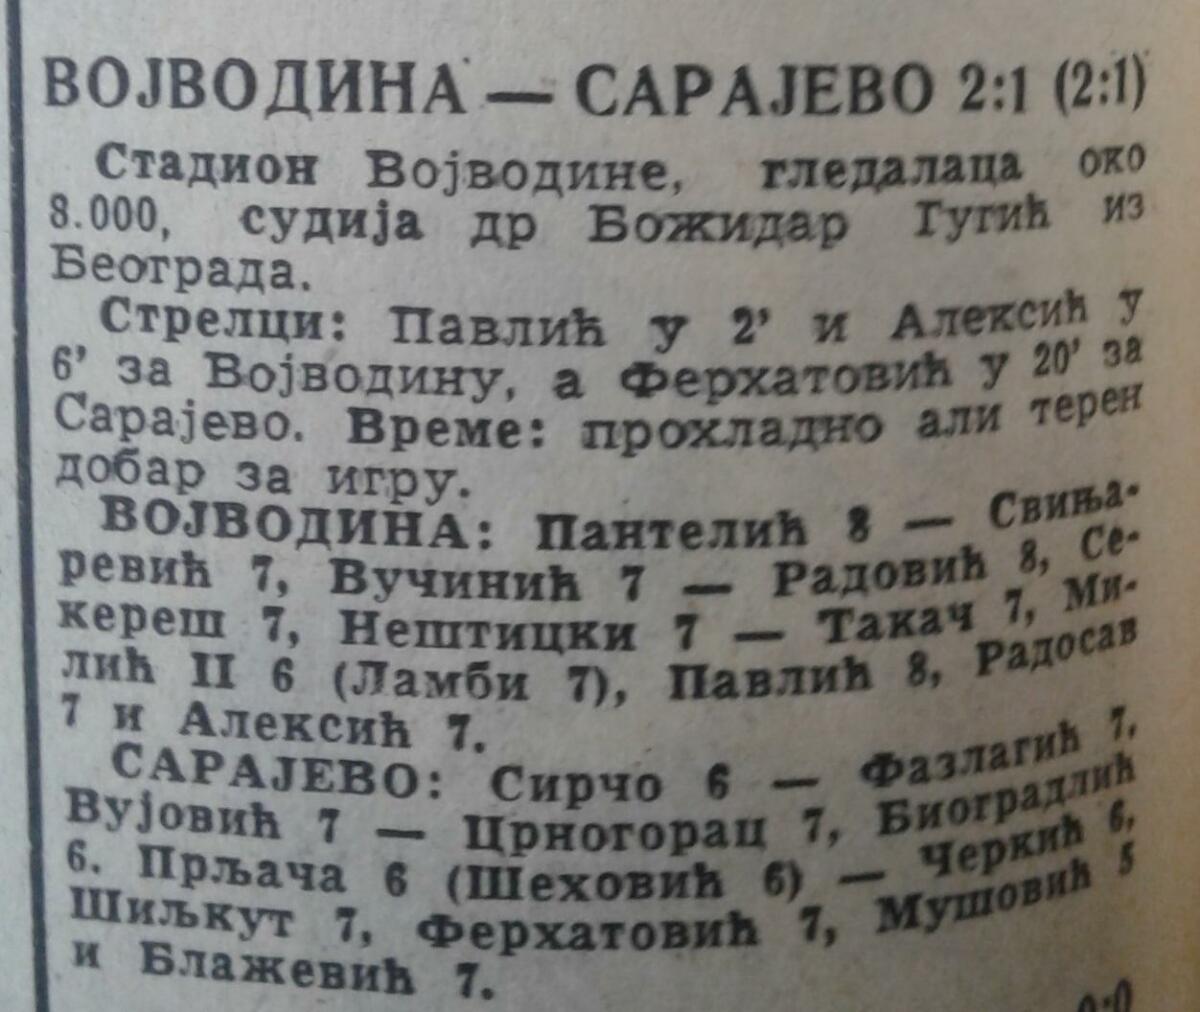 ВОЈВОДИНА — САРАЈЕВО 2:1 (2:1)
Стадион Војводине, гледалаца око
8.000, судија др Божидар Гугић из
Београда.
Стрелци: Павлић у 2’ и Алексић у
6’ за Војводину, а Ферхатовић у 20’ за
Сарајево. Време: прохладно али терен
добар за игру.
ВОЈВОДИНА: Пантелић 8 — Свиња-
ревић 7, Вучинић 7 — Радовић 8, Се-
кереш 7, Нештицки 7 — Такач 7, Ми-
лић II 6 (Ламби 7), Павлић 8, Радосав
7 и Алексић 7.
САРАЈЕВО: Сирчо 6 — Фазлагић 7,
Вујовић 7 — Црногорац 7, Биоградлић
6. Прљача 6 (Шеховић 6) — Черкић 6,
Шиљкут 7, Ферхатовић 7, Мушовић 5
и Блажевић 7.
0:0